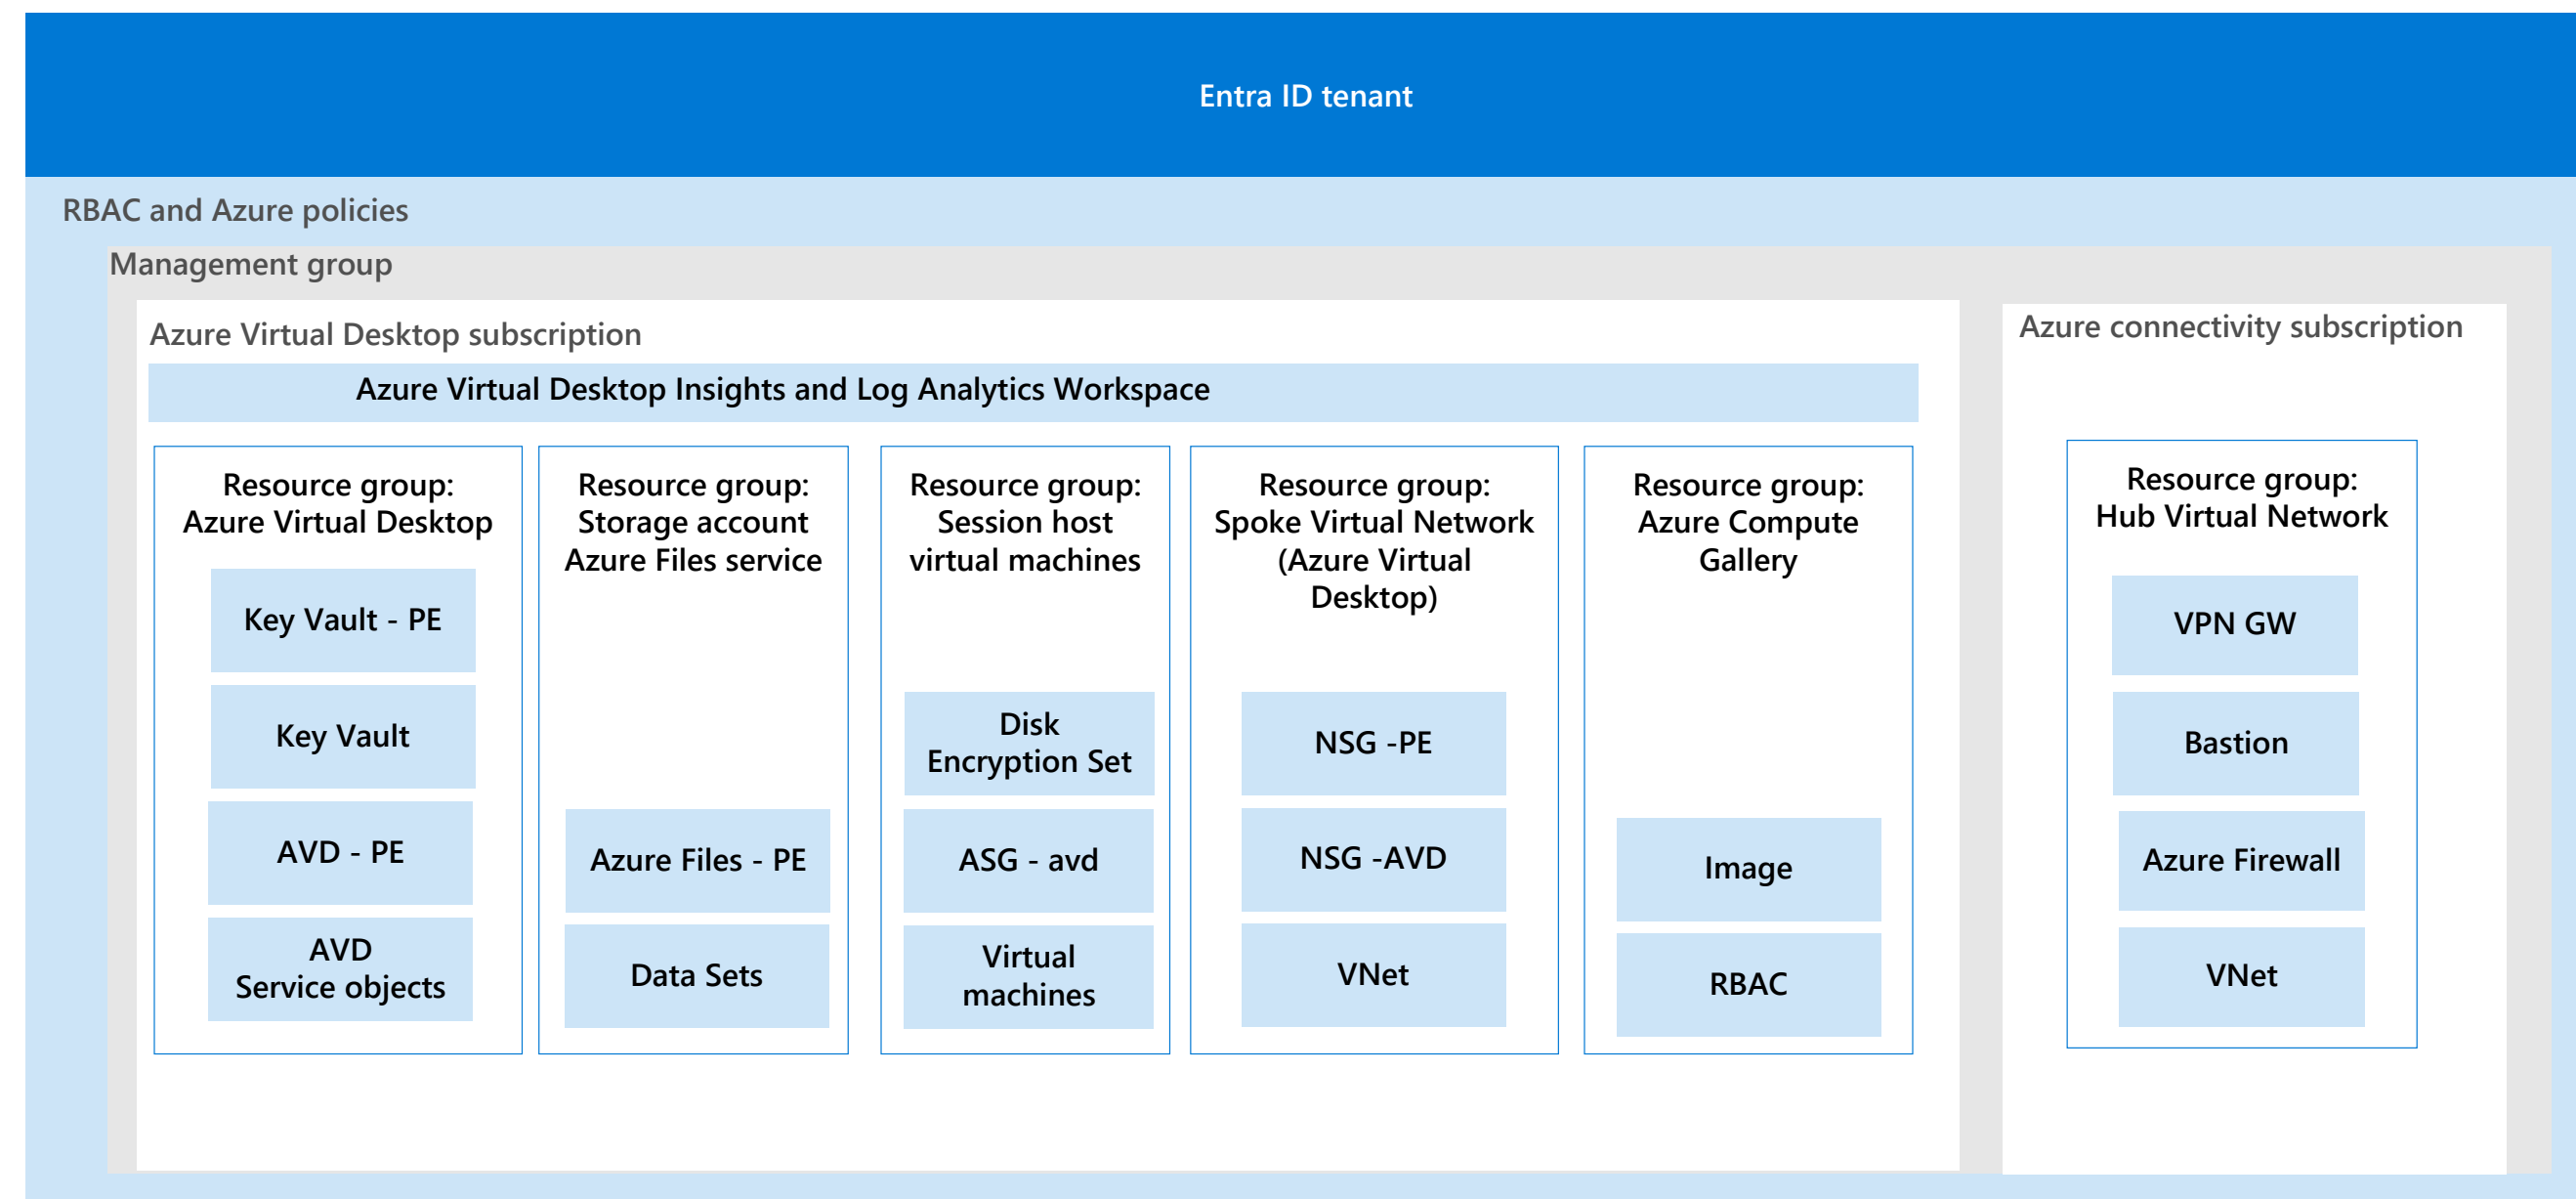 Entra ID tenant
RBAC and Azure policies
Management group
Azure Virtual Desktop subscription
Azure Virtual Desktop Insights and Log Analytics Workspace
Resource group:
Azure Virtual Desktop
Key Vault - PE
Key Vault
AVD - PE
AVD
Service objects
Resource group:
Storage account
Azure Files service
Azure Files - PE
Data Sets
Resource group:
Session host
virtual machines
Disk
Encryption Set
ASG - avd
Virtual
machines
Resource group:
Spoke Virtual Network
(Azure Virtual
Desktop)
NSG -PE
NSG -AVD
VNet
Resource group:
Azure Compute
Gallery
Image
RBAC
Azure connectivity subscription
Resource group:
Hub Virtual Network
VPN GW
Bastion
Azure Firewall
VNet